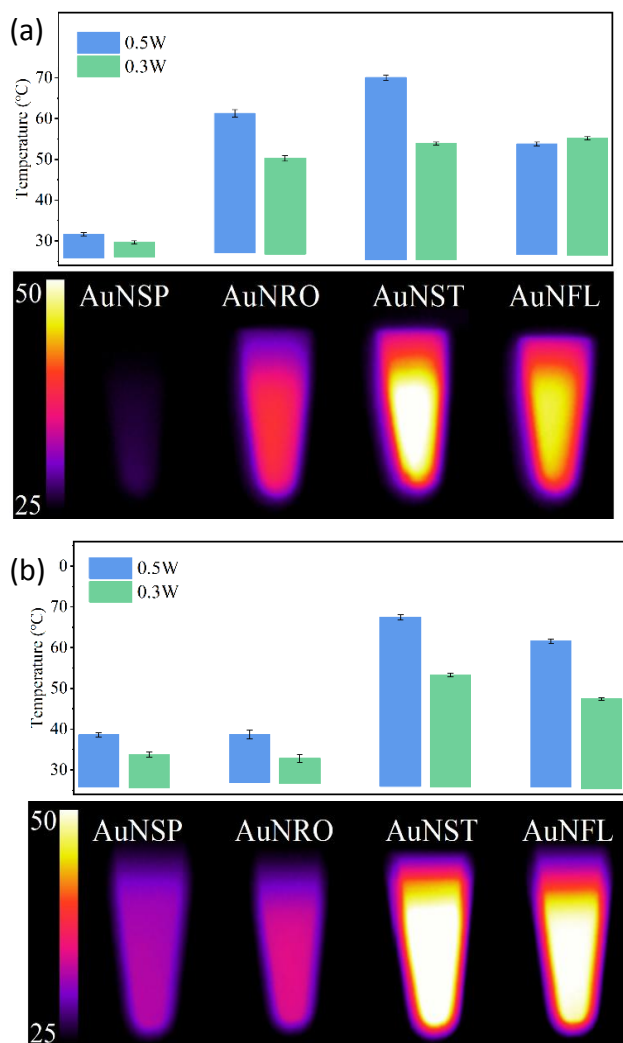 (a)
0.5W
0.3W
Temperature (°C)
70
60
50
40
30
50
25
AuNSP AuNRO AuNST AuNFL
(b)
0.5W
0.3W
Temperature (°C)
0
70
60
50
40
30
50
25
AuNSP AuNRO AuNST AuNFL